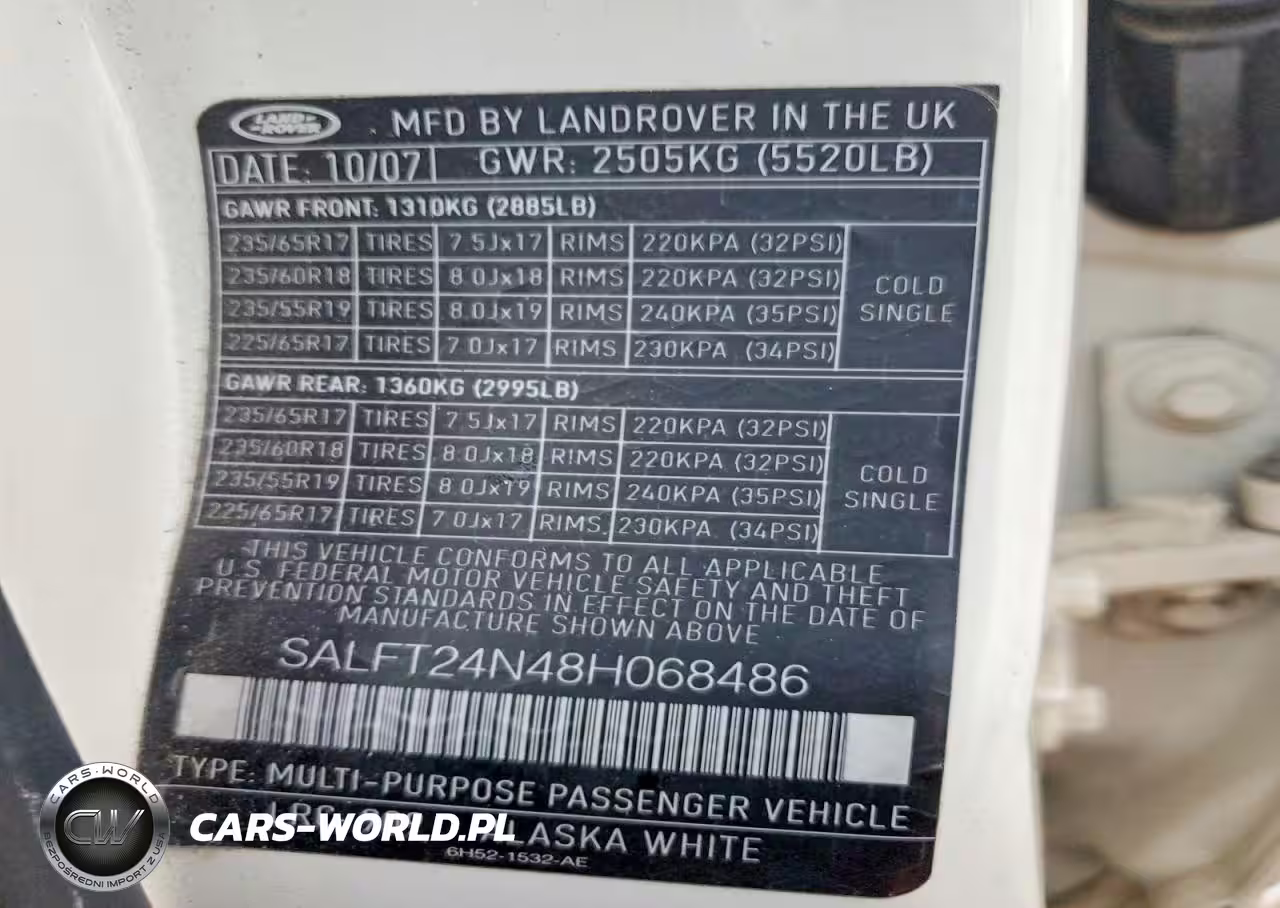 LAND ROVER
MFD BY LANDROVER IN THE UK
DATE: 10/07 GWR: 2505KG (5520LB)
GAWR FRONT: 1310KG (2885LB)
235/65R17 TIRES 7.5Jx17 RIMS 220KPA (32PSI)
235/60R18 TIRES 8.0Jx18 RIMS 220KPA (32PSI)
235/55R19 TIRES 8.0Jx19 RIMS 240KPA (35PSI)
225/65R17 TIRES 7.0Jx17 RIMS 230KPA (34PSI)
COLD
SINGLE
GAWR REAR: 1360KG (2995LB)
235/65R17 TIRES 7.5Jx17 RIMS 220KPA (32PSI)
235/60R18 TIRES 8.0Jx18 RIMS 220KPA (32PSI)
235/55R19 TIRES 8.0Jx19 RIMS 240KPA (35PSI)
225/65R17 TIRES 7.0Jx17 RIMS. 230KPA (34PSI)
COLD
SINGLE
THIS VEHICLE CONFORMS TO ALL APPLICABLE
U.S. FEDERAL MOTOR VEHICLE SAFETY AND THEFT
PREVENTION STANDARDS IN EFFECT ON THE DATE OF
MANUFACTURE SHOWN ABOVE
SALFT24N48H068486
TYPE: MULTI-PURPOSE PASSENGER VEHICLE
WHITE
6H52-1532-AE
CARS-WORLD
CW
BEZPOŚREDNI IMPORT Z USA
CARS-WORLD.PL